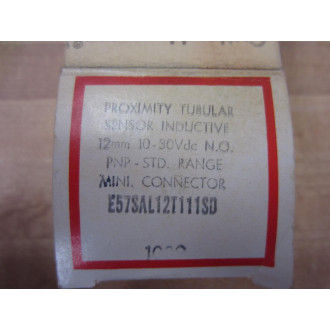 PROXIMITY TUBULAR
SENSOR INDUCTIVE
12mm 10-30Vdc N.O.
PNP-STD.-RANGE
MINI. CONNECTOR
E57SAL12T111SD